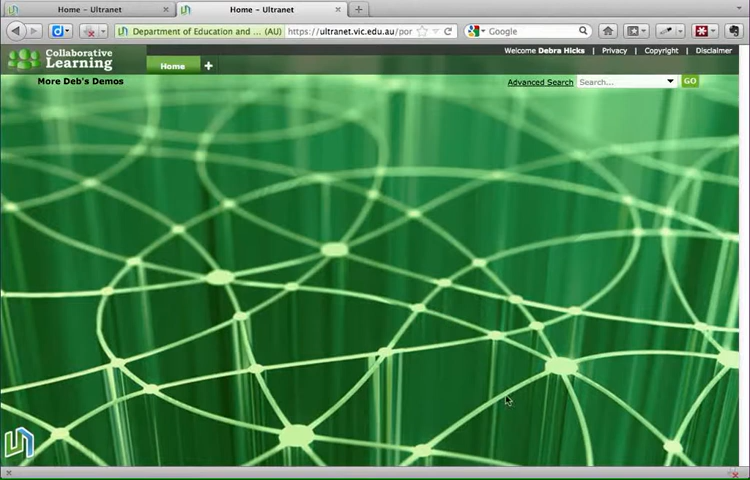 Home – Ultranet
Home – Ultranet
Department of Education and ... (AU) https://ultranet.vic.edu.au/por
Google
Collaborative
Learning
Home
Welcome Debra Hicks | Privacy | Copyright | Disclaimer
More Deb's Demos
Advanced Search Search... GO